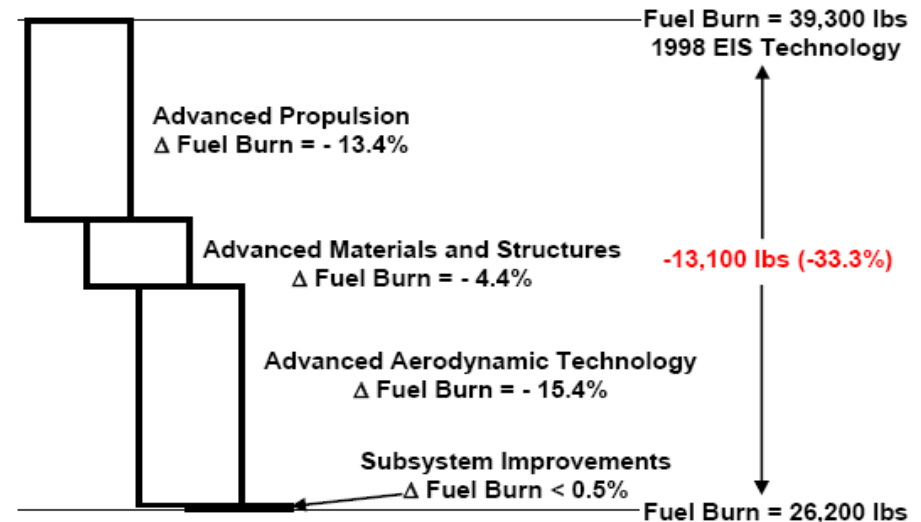 Fuel Burn = 39,300 lbs
1998 EIS Technology
Advanced Propulsion
Δ Fuel Burn = - 13.4%
Advanced Materials and Structures
Δ Fuel Burn = - 4.4%
-13,100 lbs (-33.3%)
Advanced Aerodynamic Technology
Δ Fuel Burn = - 15.4%
Subsystem Improvements
Δ Fuel Burn < 0.5%
Fuel Burn = 26,200 lbs